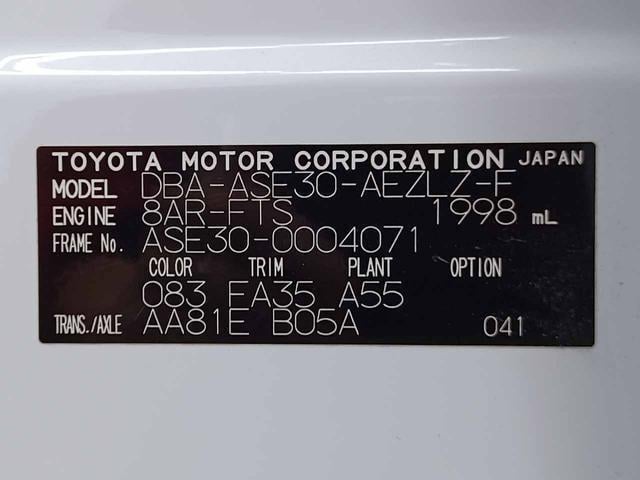 TOYOTA MOTOR CORPORATION JAPAN
MODEL DBA-ASE30-AEZLZ-F
ENGINE 8AR-FTS 1998 mL
FRAME No. ASE30-0004071
COLOR TRIM PLANT OPTION
083 EA35 A55
TRANS./AXLE AA81E B05A 041